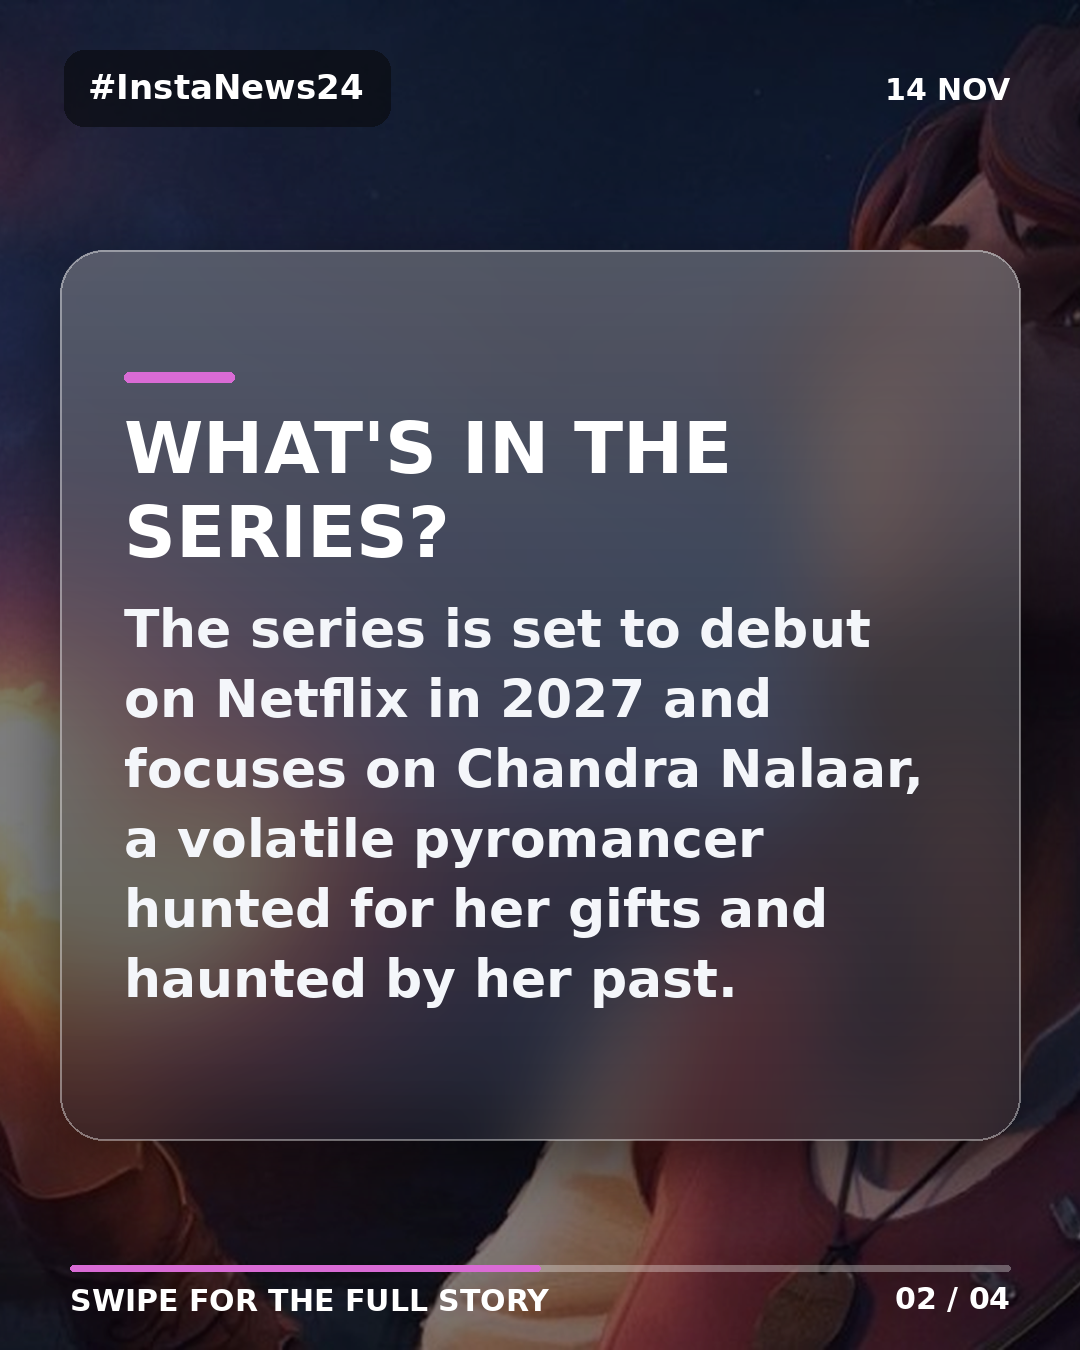 #InstaNews24
14 NOV
WHAT'S IN THE
SERIES?
The series is set to debut
on Netflix in 2027 and
focuses on Chandra Nalaar,
a volatile pyromancer
hunted for her gifts and
haunted by her past.
SWIPE FOR THE FULL STORY
02 / 04